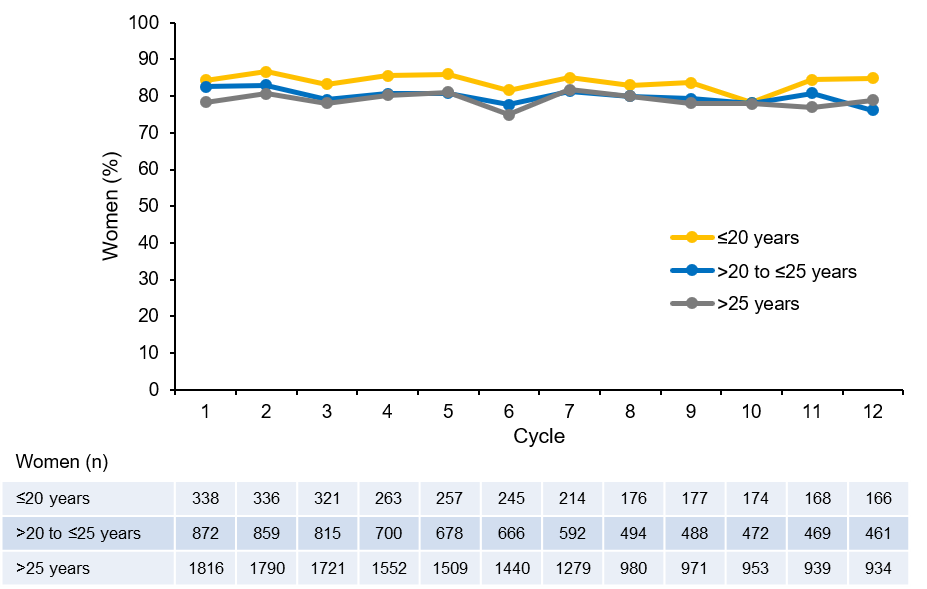 100
90
80
70
60
50
40
30
20
10
0
Women (%)
≤20 years
>20 to ≤25 years
>25 years
1 2 3 4 5 6 7 8 9 10 11 12
Cycle
Women (n)
≤20 years 338 336 321 263 257 245 214 176 177 174 168 166
>20 to ≤25 years 872 859 815 700 678 666 592 494 488 472 469 461
>25 years 1816 1790 1721 1552 1509 1440 1279 980 971 953 939 934